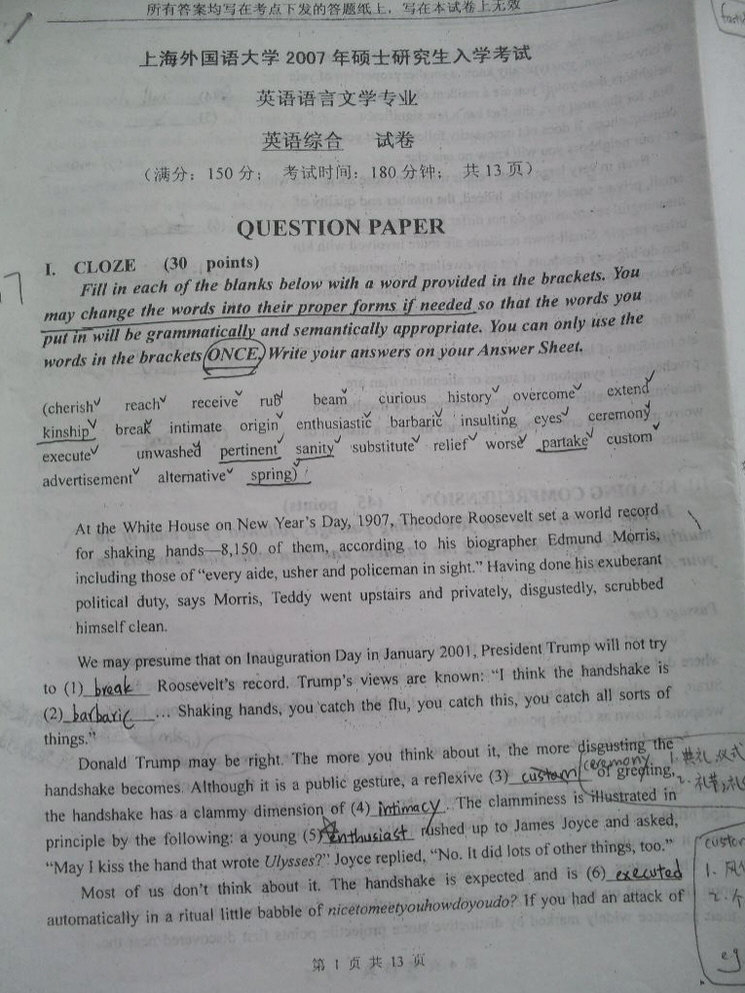 所有答案均写在考点下发的答题纸上，写在本试卷上无效
上海外国语大学 2007 年硕士研究生入学考试
英语语言文学专业
英语综合 试卷
（满分：150 分； 考试时间：180 分钟； 共 13 页）
QUESTION PAPER
I. CLOZE (30 points)
Fill in each of the blanks below with a word provided in the brackets. You
may change the words into their proper forms if needed so that the words you
put in will be grammatically and semantically appropriate. You can only use the
words in the brackets ONCE. Write your answers on your Answer Sheet.
(cherish reach receive rub beam curious history overcome extend
kinship break intimate origin enthusiastic barbaric insulting eyes ceremony
execute unwashed pertinent sanity substitute relief worse partake custom
advertisement alternative spring)
At the White House on New Year's Day, 1907, Theodore Roosevelt set a world record
for shaking hands—8,150 of them, according to his biographer Edmund Morris,
including those of "every aide, usher and policeman in sight." Having done his exuberant
political duty, says Morris, Teddy went upstairs and privately, disgustedly, scrubbed
himself clean.
We may presume that on Inauguration Day in January 2001, President Trump will not try
to (1) break Roosevelt's record. Trump's views are known: "I think the handshake is
(2) barbaric ... Shaking hands, you catch the flu, you catch this, you catch all sorts of
things."
Donald Trump may be right. The more you think about it, the more disgusting the
handshake becomes. Although it is a public gesture, a reflexive (3) custom/ceremony of greeting,
1. 典礼,仪式
2. 礼节,礼
the handshake has a clammy dimension of (4) intimacy. The clamminess is illustrated in
principle by the following: a young (5) enthusiast rushed up to James Joyce and asked,
"May I kiss the hand that wrote Ulysses?" Joyce replied, "No. It did lots of other things, too."
Most of us don't think about it. The handshake is expected and is (6) executed
automatically in a ritual little babble of nicetomeetyouhowdoyoudo? If you had an attack of
custom
1. 风
2. 个
eg
第 1 页 共 13 页